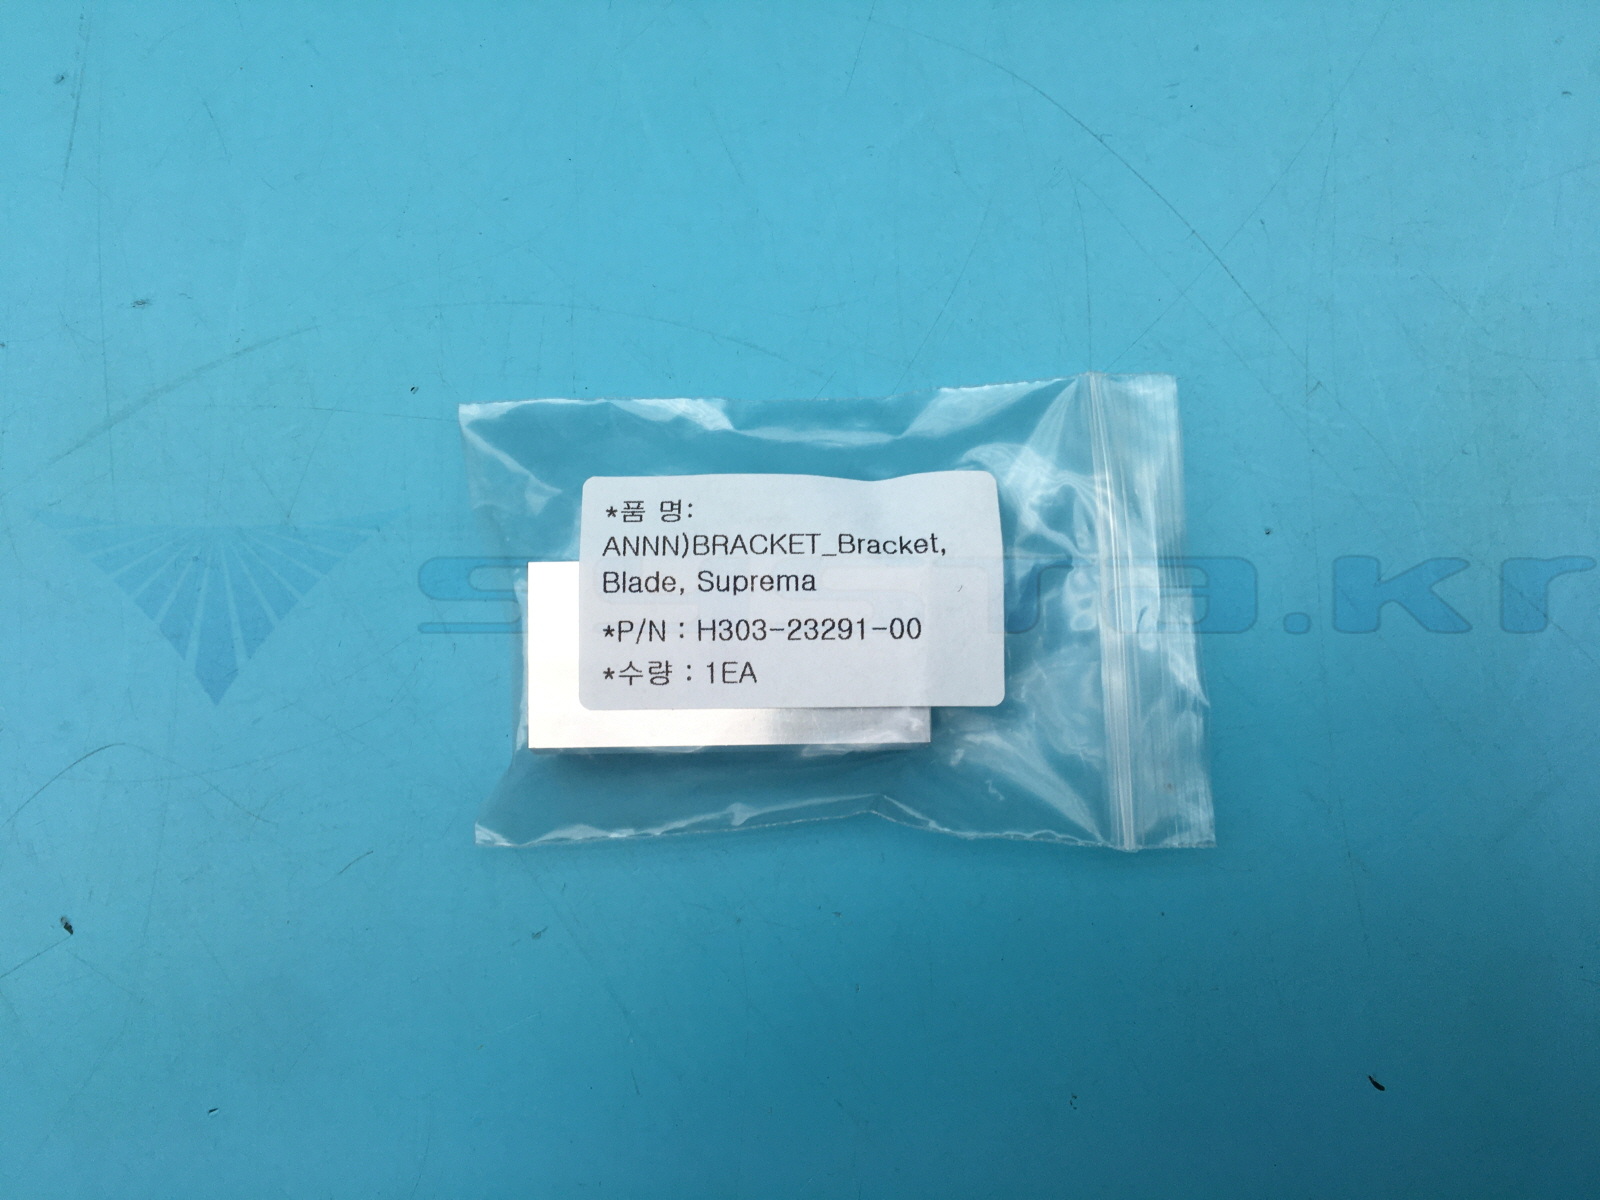 *품 명:
ANNN)BRACKET_Bracket,
Blade, Suprema
*P/N : H303-23291-00
*수량 : 1EA